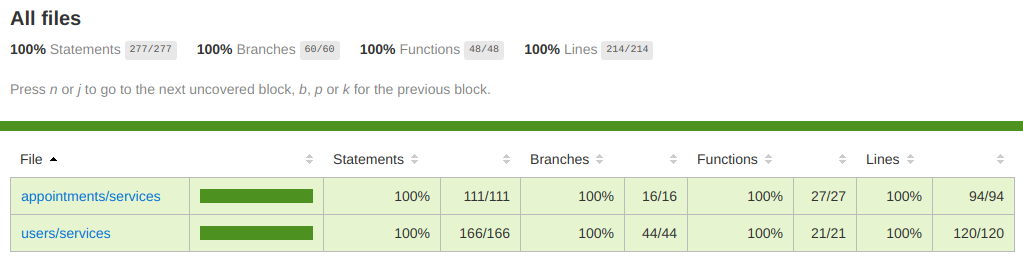 All files
100% Statements 277/277 100% Branches 60/60 100% Functions 48/48 100% Lines 214/214
Press n or j to go to the next uncovered block, b, p or k for the previous block.
File Statements Branches Functions Lines
appointments/services 100% 111/111 100% 16/16 100% 27/27 100% 94/94
users/services 100% 166/166 100% 44/44 100% 21/21 100% 120/120